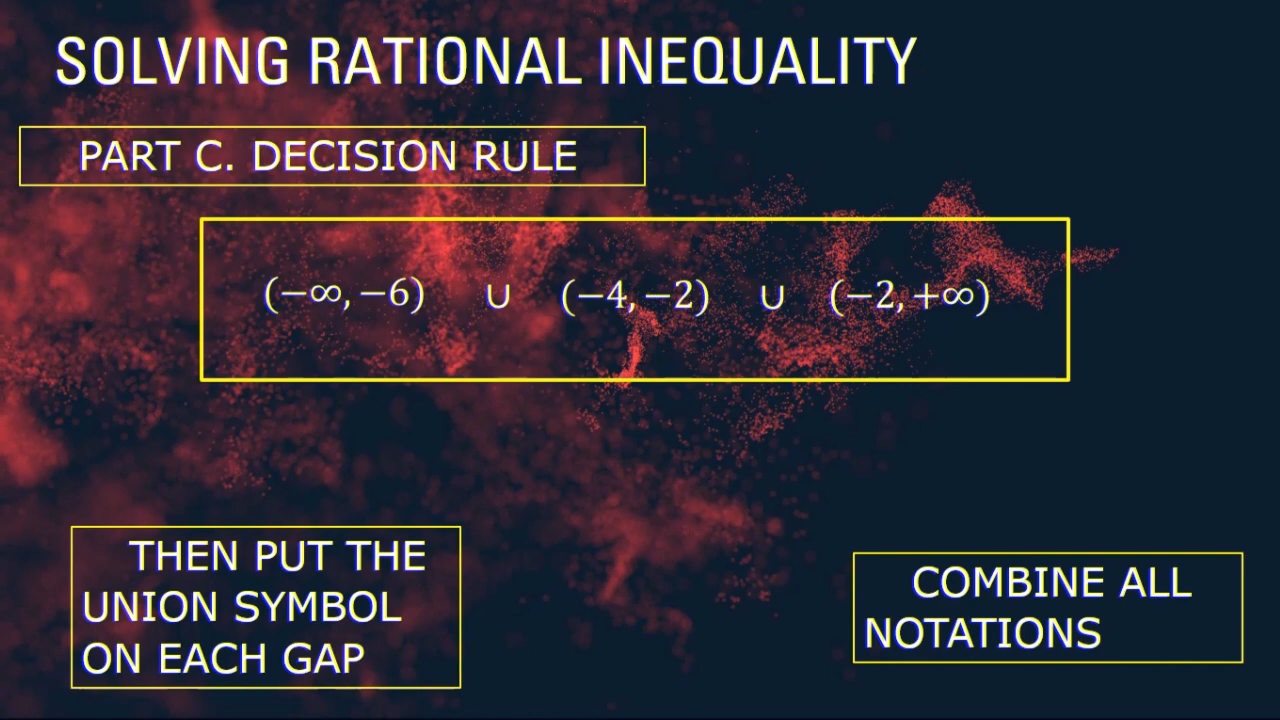 SOLVING RATIONAL INEQUALITY
PART C. DECISION RULE
(−∞, −6) ∪ (−4, −2) ∪ (−2, +∞)
THEN PUT THE
UNION SYMBOL
ON EACH GAP
COMBINE ALL
NOTATIONS